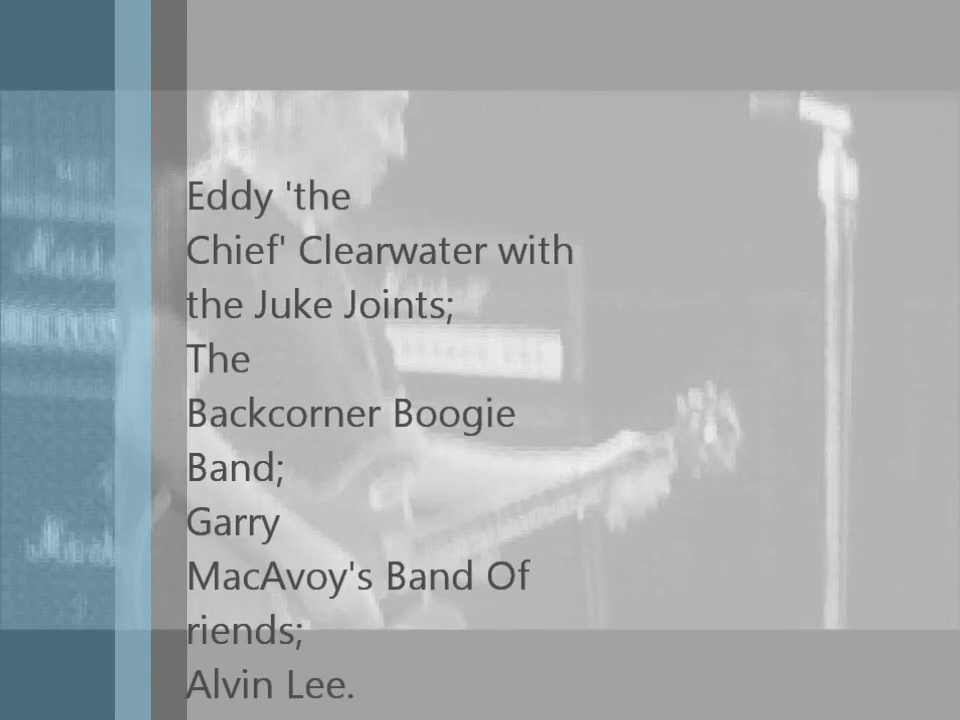 Eddy 'the
Chief' Clearwater with
the Juke Joints;
The
Backcorner Boogie
Band;
Garry
MacAvoy's Band Of
riends;
Alvin Lee.